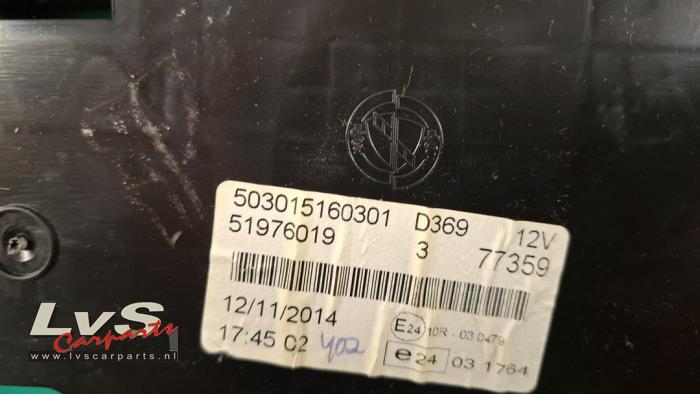 503015160301 D369 12V
51976019 3 77359
12/11/2014 E24 10R - 03 0479
17:45 02 402 e24 03 1764
LvS
Carparts
www.lvscarparts.nl